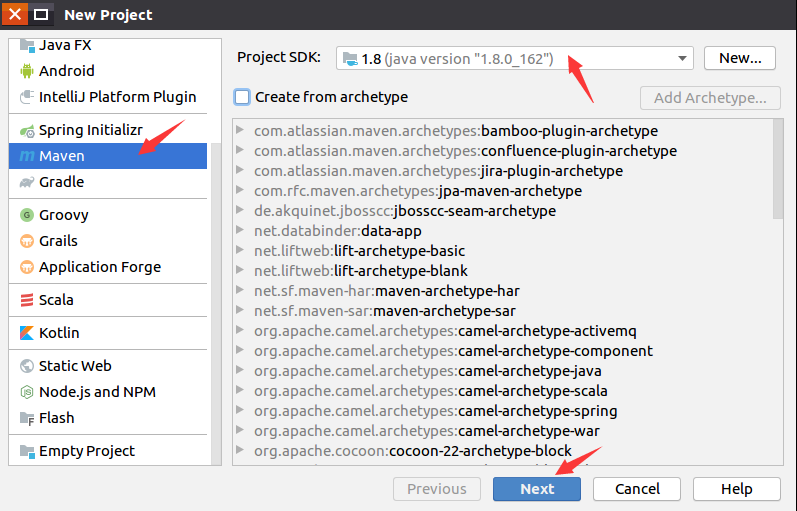 New Project
Java FX
Android
IntelliJ Platform Plugin
Spring Initializr
Maven
Gradle
Groovy
Grails
Application Forge
Scala
Kotlin
Static Web
Node.js and NPM
Flash
Empty Project
Project SDK: 1.8 (java version "1.8.0_162") New...
Create from archetype Add Archetype...
com.atlassian.maven.archetypes:bamboo-plugin-archetype
com.atlassian.maven.archetypes:confluence-plugin-archetype
com.atlassian.maven.archetypes:jira-plugin-archetype
com.rfc.maven.archetypes:jpa-maven-archetype
de.akquinet.jbosscc:jbosscc-seam-archetype
net.databinder:data-app
net.liftweb:lift-archetype-basic
net.liftweb:lift-archetype-blank
net.sf.maven-har:maven-archetype-har
net.sf.maven-sar:maven-archetype-sar
org.apache.camel.archetypes:camel-archetype-activemq
org.apache.camel.archetypes:camel-archetype-component
org.apache.camel.archetypes:camel-archetype-java
org.apache.camel.archetypes:camel-archetype-scala
org.apache.camel.archetypes:camel-archetype-spring
org.apache.camel.archetypes:camel-archetype-war
org.apache.cocoon:cocoon-22-archetype-block
Previous Next Cancel Help